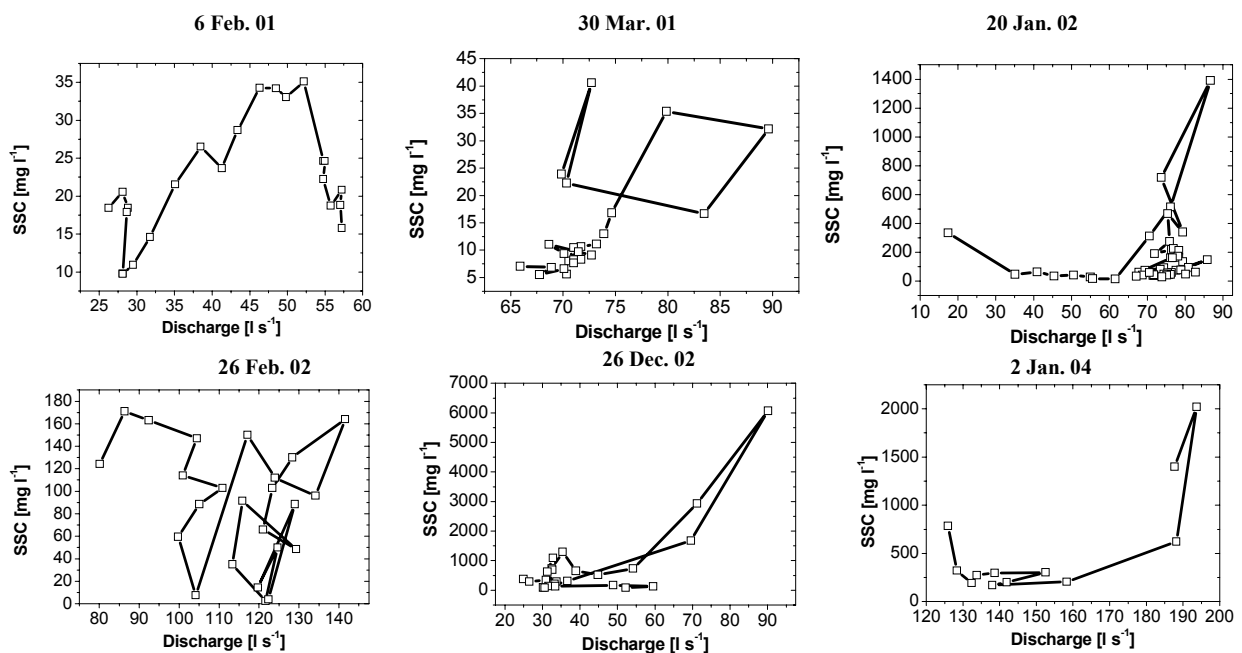 6 Feb. 01
30 Mar. 01
20 Jan. 02
SSC [mg l⁻¹]
35
30
25
20
15
10
25 30 35 40 45 50 55 60
Discharge [l s⁻¹]
SSC [mg l⁻¹]
45
40
35
30
25
20
15
10
5
65 70 75 80 85 90
Discharge [l s⁻¹]
SSC [mg l⁻¹]
1400
1200
1000
800
600
400
200
0
10 20 30 40 50 60 70 80 90
Discharge [l s⁻¹]
26 Feb. 02
26 Dec. 02
2 Jan. 04
SSC [mg l⁻¹]
180
160
140
120
100
80
60
40
20
0
80 90 100 110 120 130 140
Discharge [l s⁻¹]
SSC [mg l⁻¹]
7000
6000
5000
4000
3000
2000
1000
0
20 30 40 50 60 70 80 90 100
Discharge [l s⁻¹]
SSC [mg l⁻¹]
2000
1500
1000
500
0
120 130 140 150 160 170 180 190 200
Discharge [l s⁻¹]